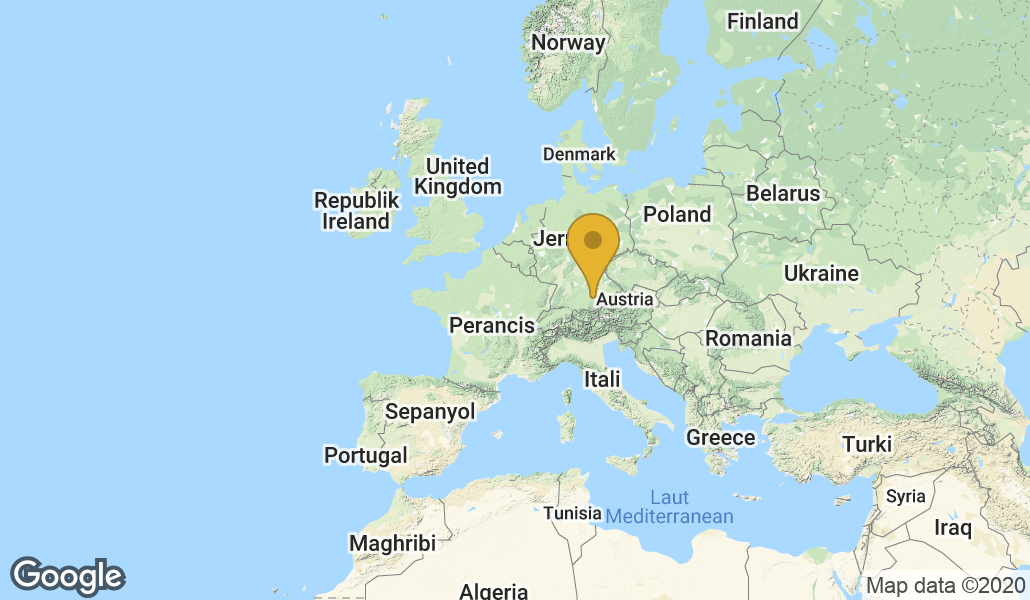 Finland
Norway
Denmark
United
Kingdom
Republik
Ireland
Belarus
Poland
Jer
Ukraine
Austria
Perancis
Romania
Itali
Sepanyol
Greece
Turki
Portugal
Syria
Laut
Mediterranean
Tunisia
Iraq
Maghribi
Algeria
Google
Map data ©2020